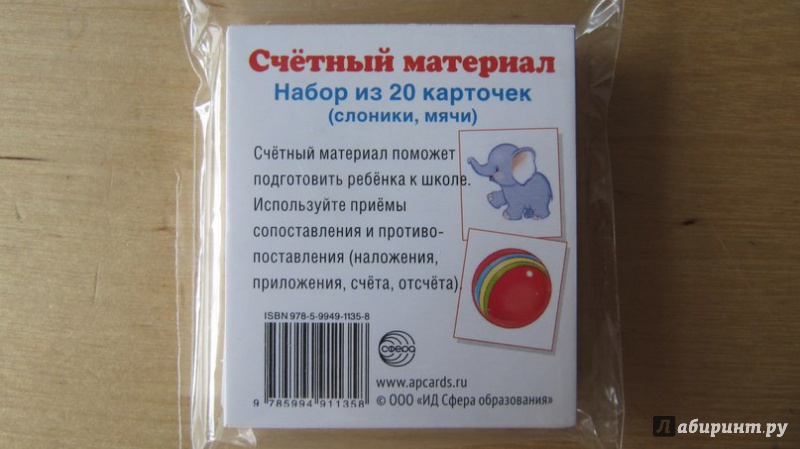 Счётный материал
Набор из 20 карточек
(слоники, мячи)
Счётный материал поможет
подготовить ребёнка к школе.
Используйте приёмы
сопоставления и противо-
поставления (наложения,
приложения, счёта, отсчёта).
ISBN 978-5-9949-1135-8
сфера
9 785994 911358
www.apcards.ru
© ООО «ИД Сфера образования»
Лабиринт.ру